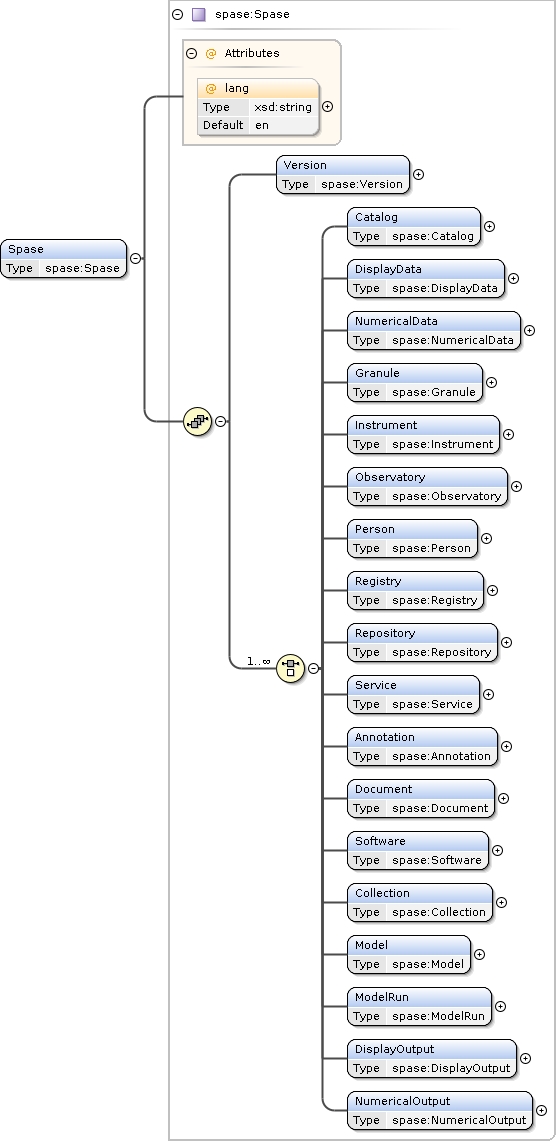 spase:Spase
@ Attributes
@ lang
Type xsd:string
Default en
Version
Type spase:Version
Spase
Type spase:Spase
Catalog
Type spase:Catalog
DisplayData
Type spase:DisplayData
NumericalData
Type spase:NumericalData
Granule
Type spase:Granule
Instrument
Type spase:Instrument
Observatory
Type spase:Observatory
Person
Type spase:Person
Registry
Type spase:Registry
Repository
Type spase:Repository
1..∞
Service
Type spase:Service
Annotation
Type spase:Annotation
Document
Type spase:Document
Software
Type spase:Software
Collection
Type spase:Collection
Model
Type spase:Model
ModelRun
Type spase:ModelRun
DisplayOutput
Type spase:DisplayOutput
NumericalOutput
Type spase:NumericalOutput